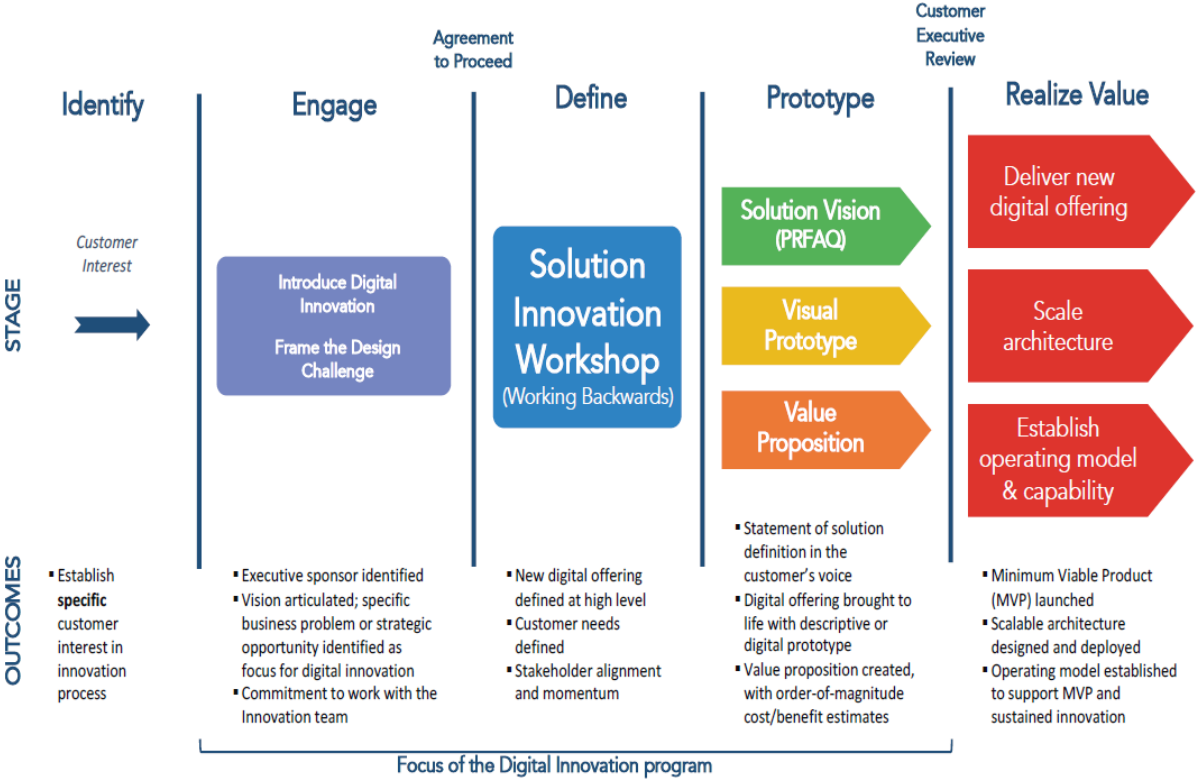 Customer
Executive
Review
Agreement
to Proceed
Identify
Engage
Define
Prototype
Realize Value
STAGE
Customer
Interest
Introduce Digital
Innovation
Frame the Design
Challenge
Solution
Innovation
Workshop
(Working Backwards)
Solution Vision
(PRFAQ)
Visual
Prototype
Value
Proposition
Deliver new
digital offering
Scale
architecture
Establish
operating model
& capability
OUTCOMES
▪ Establish
specific
customer
interest in
innovation
process
▪ Executive sponsor identified
▪ Vision articulated; specific
business problem or strategic
opportunity identified as
focus for digital innovation
▪ Commitment to work with the
Innovation team
▪ New digital offering
defined at high level
▪ Customer needs
defined
▪ Stakeholder alignment
and momentum
▪ Statement of solution
definition in the
customer's voice
▪ Digital offering brought to
life with descriptive or
digital prototype
▪ Value proposition created,
with order-of-magnitude
cost/benefit estimates
▪ Minimum Viable Product
(MVP) launched
▪ Scalable architecture
designed and deployed
▪ Operating model established
to support MVP and
sustained innovation
Focus of the Digital Innovation program